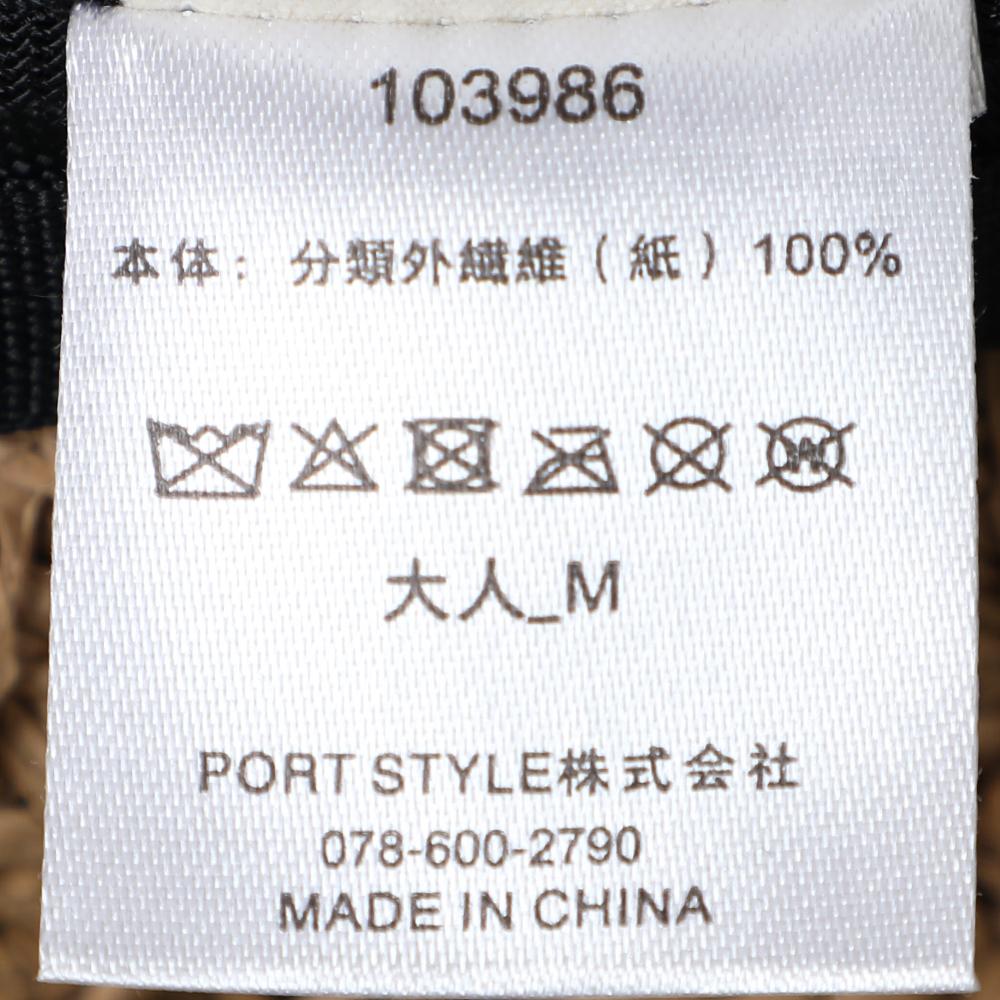 103986
本体：分類外繊維（紙）100%
W
大人_M
PORT STYLE株式会社
078-600-2790
MADE IN CHINA